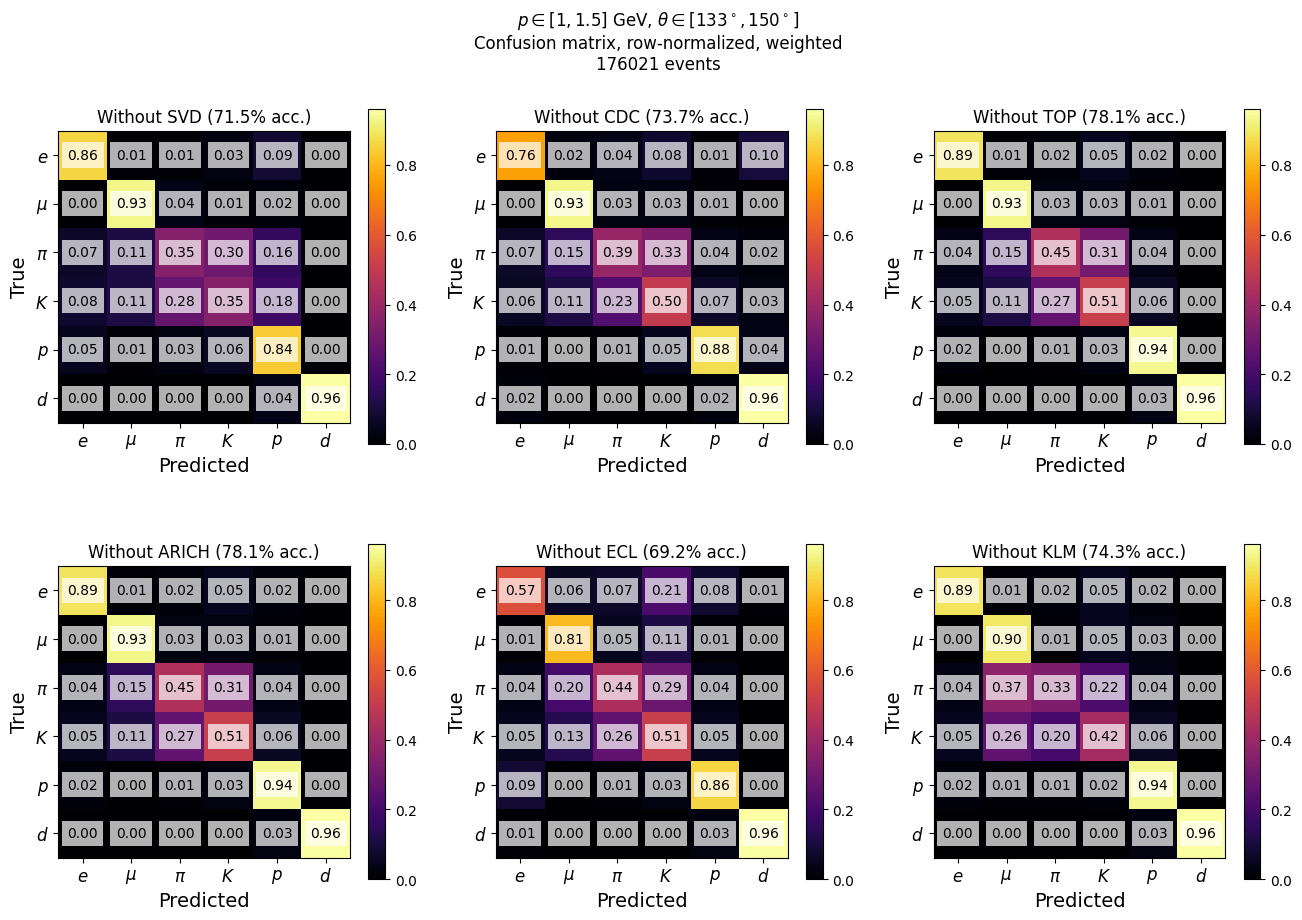 p ∈ [1, 1.5] GeV, θ ∈ [133°, 150°]
Confusion matrix, row-normalized, weighted
176021 events
Without SVD (71.5% acc.)
True
e 0.86 0.01 0.01 0.03 0.09 0.00
μ 0.00 0.93 0.04 0.01 0.02 0.00
π 0.07 0.11 0.35 0.30 0.16 0.00
K 0.08 0.11 0.28 0.35 0.18 0.00
p 0.05 0.01 0.03 0.06 0.84 0.00
d 0.00 0.00 0.00 0.00 0.04 0.96
e μ π K p d
Predicted
0.8
0.6
0.4
0.2
0.0
Without CDC (73.7% acc.)
True
e 0.76 0.02 0.04 0.08 0.01 0.10
μ 0.00 0.93 0.03 0.03 0.01 0.00
π 0.07 0.15 0.39 0.33 0.04 0.02
K 0.06 0.11 0.23 0.50 0.07 0.03
p 0.01 0.00 0.01 0.05 0.88 0.04
d 0.02 0.00 0.00 0.00 0.02 0.96
e μ π K p d
Predicted
0.8
0.6
0.4
0.2
0.0
Without TOP (78.1% acc.)
True
e 0.89 0.01 0.02 0.05 0.02 0.00
μ 0.00 0.93 0.03 0.03 0.01 0.00
π 0.04 0.15 0.45 0.31 0.04 0.00
K 0.05 0.11 0.27 0.51 0.06 0.00
p 0.02 0.00 0.01 0.03 0.94 0.00
d 0.00 0.00 0.00 0.00 0.03 0.96
e μ π K p d
Predicted
0.8
0.6
0.4
0.2
0.0
Without ARICH (78.1% acc.)
True
e 0.89 0.01 0.02 0.05 0.02 0.00
μ 0.00 0.93 0.03 0.03 0.01 0.00
π 0.04 0.15 0.45 0.31 0.04 0.00
K 0.05 0.11 0.27 0.51 0.06 0.00
p 0.02 0.00 0.01 0.03 0.94 0.00
d 0.00 0.00 0.00 0.00 0.03 0.96
e μ π K p d
Predicted
0.8
0.6
0.4
0.2
0.0
Without ECL (69.2% acc.)
True
e 0.57 0.06 0.07 0.21 0.08 0.01
μ 0.01 0.81 0.05 0.11 0.01 0.00
π 0.04 0.20 0.44 0.29 0.04 0.00
K 0.05 0.13 0.26 0.51 0.05 0.00
p 0.09 0.00 0.01 0.03 0.86 0.00
d 0.01 0.00 0.00 0.00 0.03 0.96
e μ π K p d
Predicted
0.8
0.6
0.4
0.2
0.0
Without KLM (74.3% acc.)
True
e 0.89 0.01 0.02 0.05 0.02 0.00
μ 0.00 0.90 0.01 0.05 0.03 0.00
π 0.04 0.37 0.33 0.22 0.04 0.00
K 0.05 0.26 0.20 0.42 0.06 0.00
p 0.02 0.01 0.01 0.02 0.94 0.00
d 0.00 0.00 0.00 0.00 0.03 0.96
e μ π K p d
Predicted
0.8
0.6
0.4
0.2
0.0